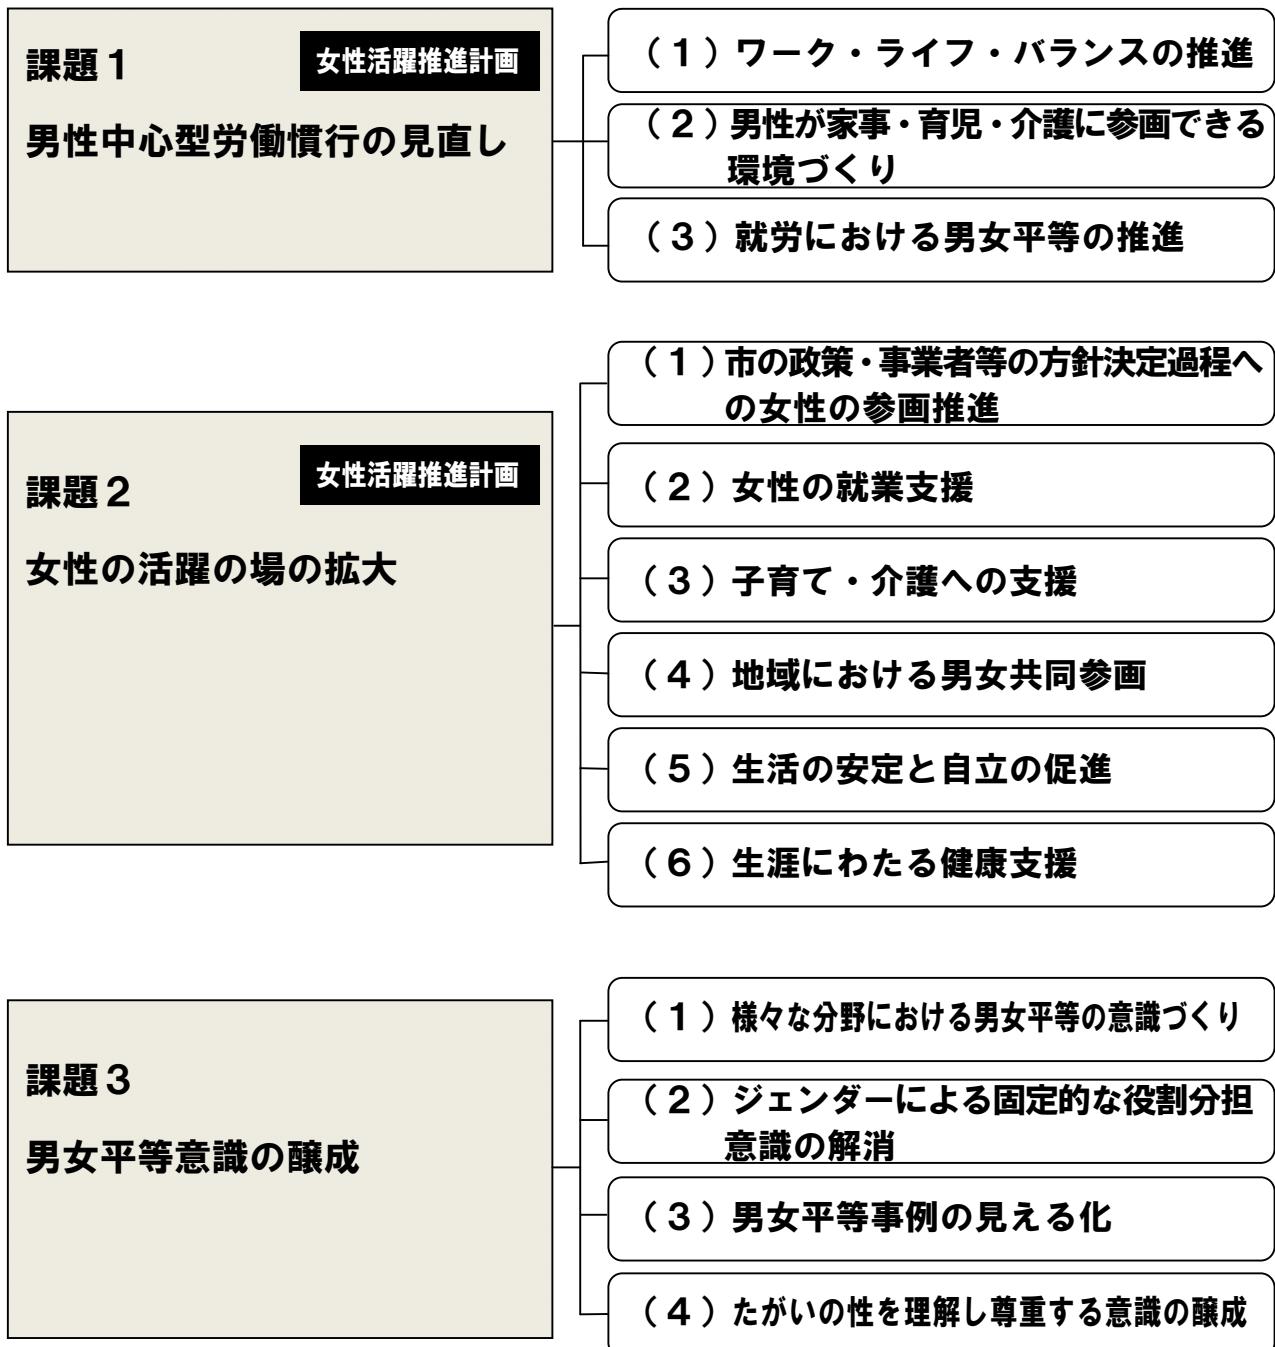 課題１
女性活躍推進計画
男性中心型労働慣行の見直し
（１）ワーク・ライフ・バランスの推進
（２）男性が家事・育児・介護に参画できる
環境づくり
（３）就労における男女平等の推進
課題２
女性活躍推進計画
女性の活躍の場の拡大
（１）市の政策・事業者等の方針決定過程へ
の女性の参画推進
（２）女性の就業支援
（３）子育て・介護への支援
（４）地域における男女共同参画
（５）生活の安定と自立の促進
（６）生涯にわたる健康支援
課題３
男女平等意識の醸成
（１）様々な分野における男女平等の意識づくり
（２）ジェンダーによる固定的な役割分担
意識の解消
（３）男女平等事例の見える化
（４）たがいの性を理解し尊重する意識の醸成